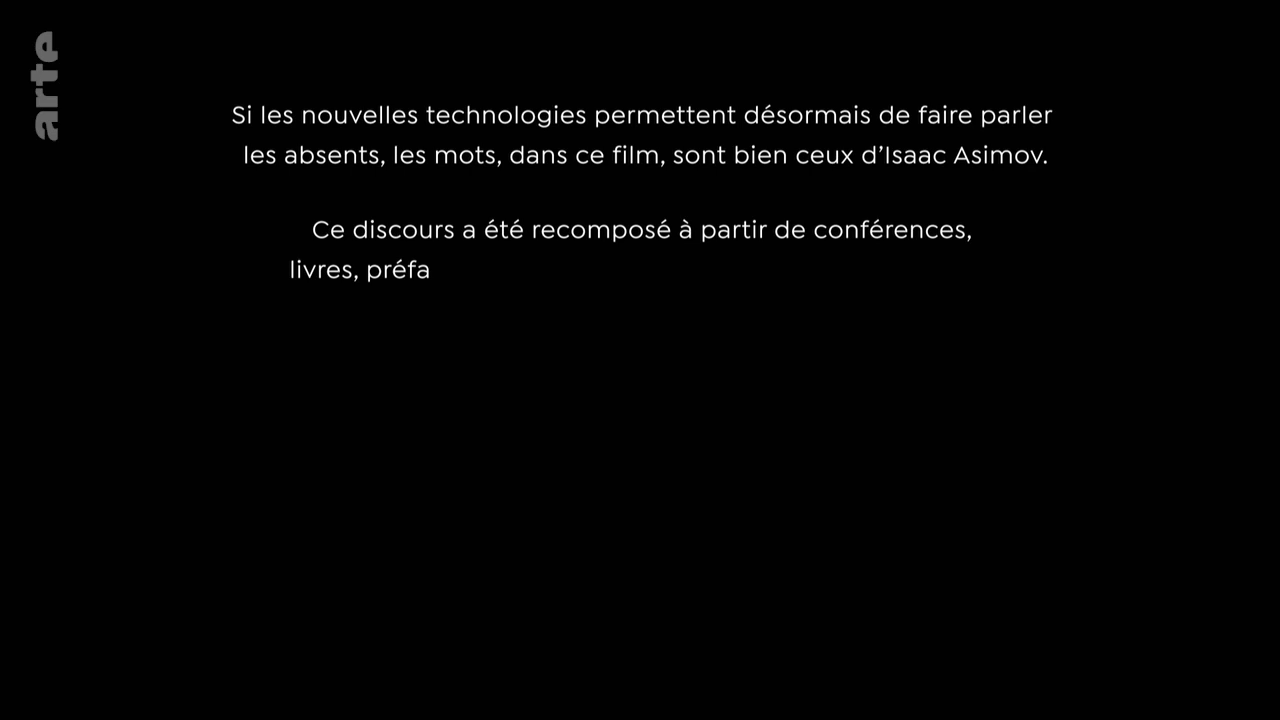 arte
Si les nouvelles technologies permettent désormais de faire parler
les absents, les mots, dans ce film, sont bien ceux d’Isaac Asimov.
Ce discours a été recomposé à partir de conférences,
livres, préfa